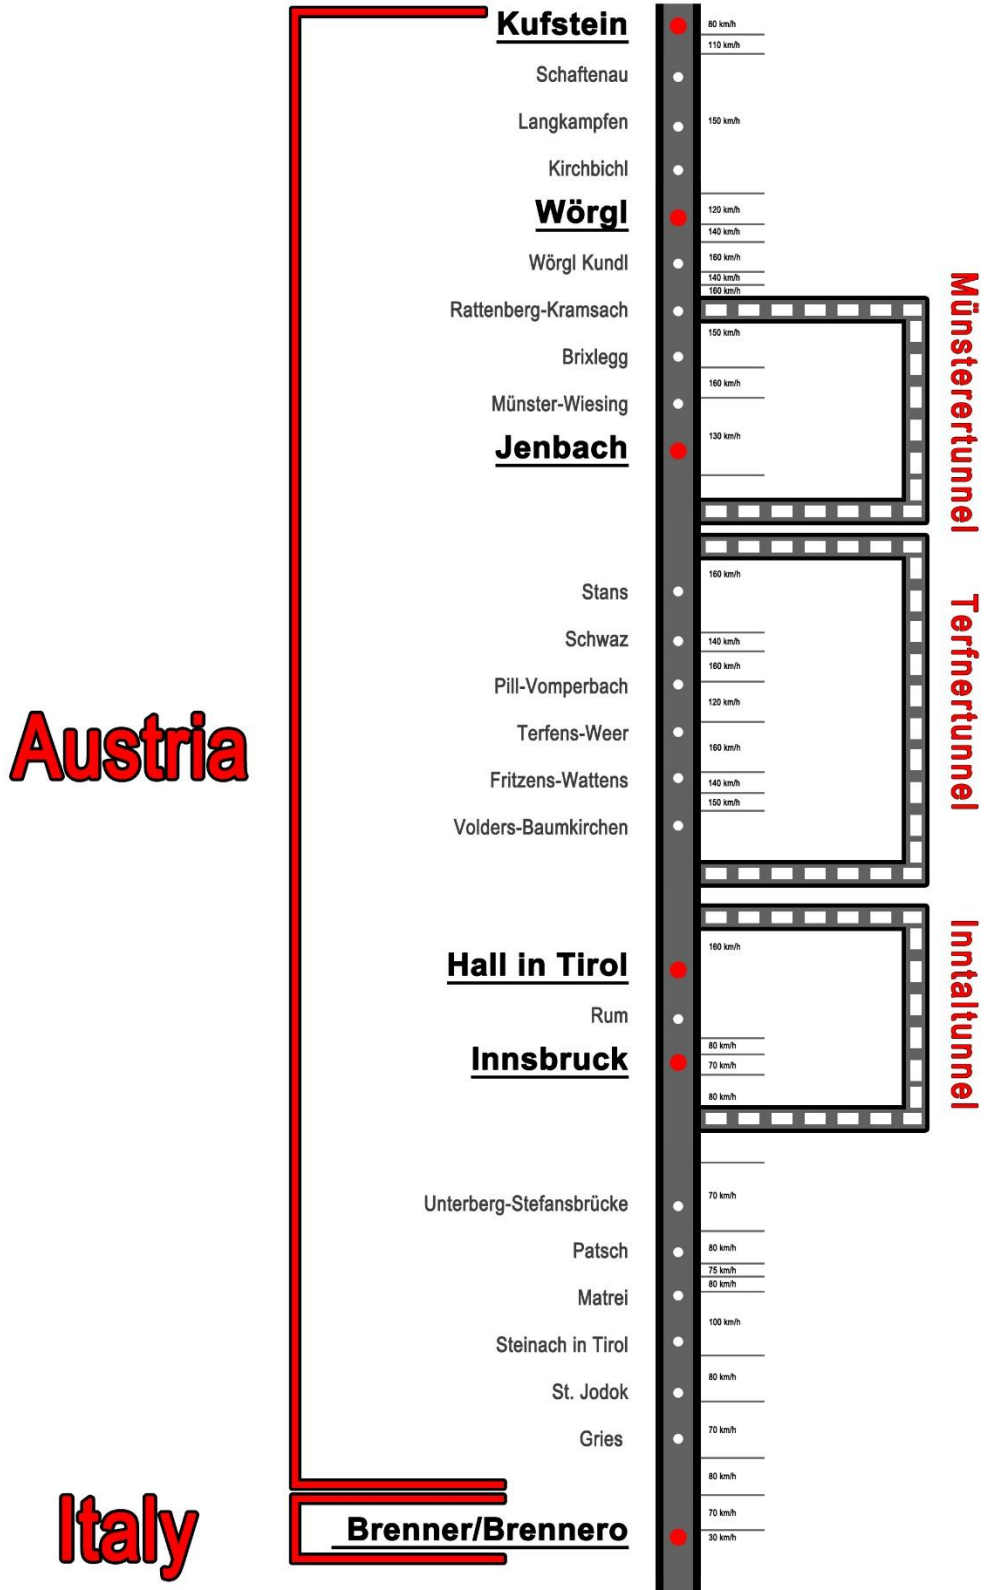 Kufstein
80 km/h
110 km/h
Schaftenau
Langkampfen
150 km/h
Kirchbichl
Wörgl
120 km/h
140 km/h
Wörgl Kundl
160 km/h
140 km/h
160 km/h
Rattenberg-Kramsach
150 km/h
Brixlegg
160 km/h
Münster-Wiesing
Jenbach
130 km/h
Münsterertunnel
160 km/h
Stans
Schwaz
140 km/h
160 km/h
Pill-Vomperbach
120 km/h
Terfens-Weer
160 km/h
Fritzens-Wattens
140 km/h
150 km/h
Volders-Baumkirchen
Terfnertunnel
Austria
160 km/h
Hall in Tirol
Rum
80 km/h
Innsbruck
70 km/h
80 km/h
Inntaltunnel
Unterberg-Stefansbrücke
70 km/h
Patsch
80 km/h
75 km/h
80 km/h
Matrei
100 km/h
Steinach in Tirol
80 km/h
St. Jodok
70 km/h
Gries
80 km/h
70 km/h
Italy
Brenner/Brennero
30 km/h